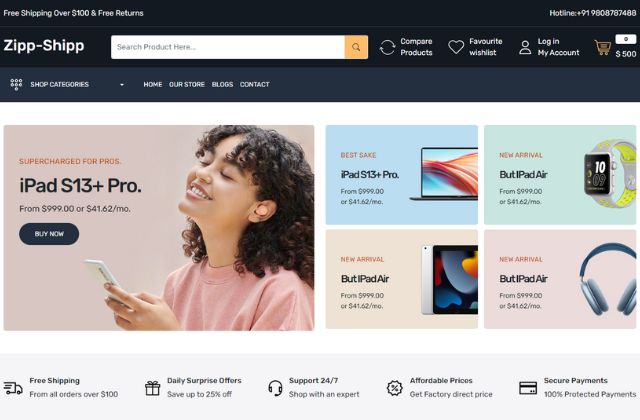 Free Shipping Over $100 & Free Returns
Hotline:+91 9808787488
Zipp-Shipp
Search Product Here...
Compare
Products
Favourite
wishlist
Log in
My Account
0
$ 500
SHOP CATEGORIES
HOME
OUR STORE
BLOGS
CONTACT
SUPERCHARGED FOR PROS.
iPad S13+ Pro.
From $999.00 or $41.62/mo.
BUY NOW
BEST SAKE
iPad S13+ Pro.
From $999.00
or $41.62/mo.
NEW ARRIVAL
But IPad Air
From $999.00
or $41.62/mo.
10
09
NEW ARRIVAL
But IPad Air
From $999.00
or $41.62/mo.
NEW ARRIVAL
But IPad Air
From $999.00
or $41.62/mo.
Free Shipping
From all orders over $100
Daily Surprise Offers
Save up to 25% off
Support 24/7
Shop with an expert
Affordable Prices
Get Factory direct price
Secure Payments
100% Protected Payments